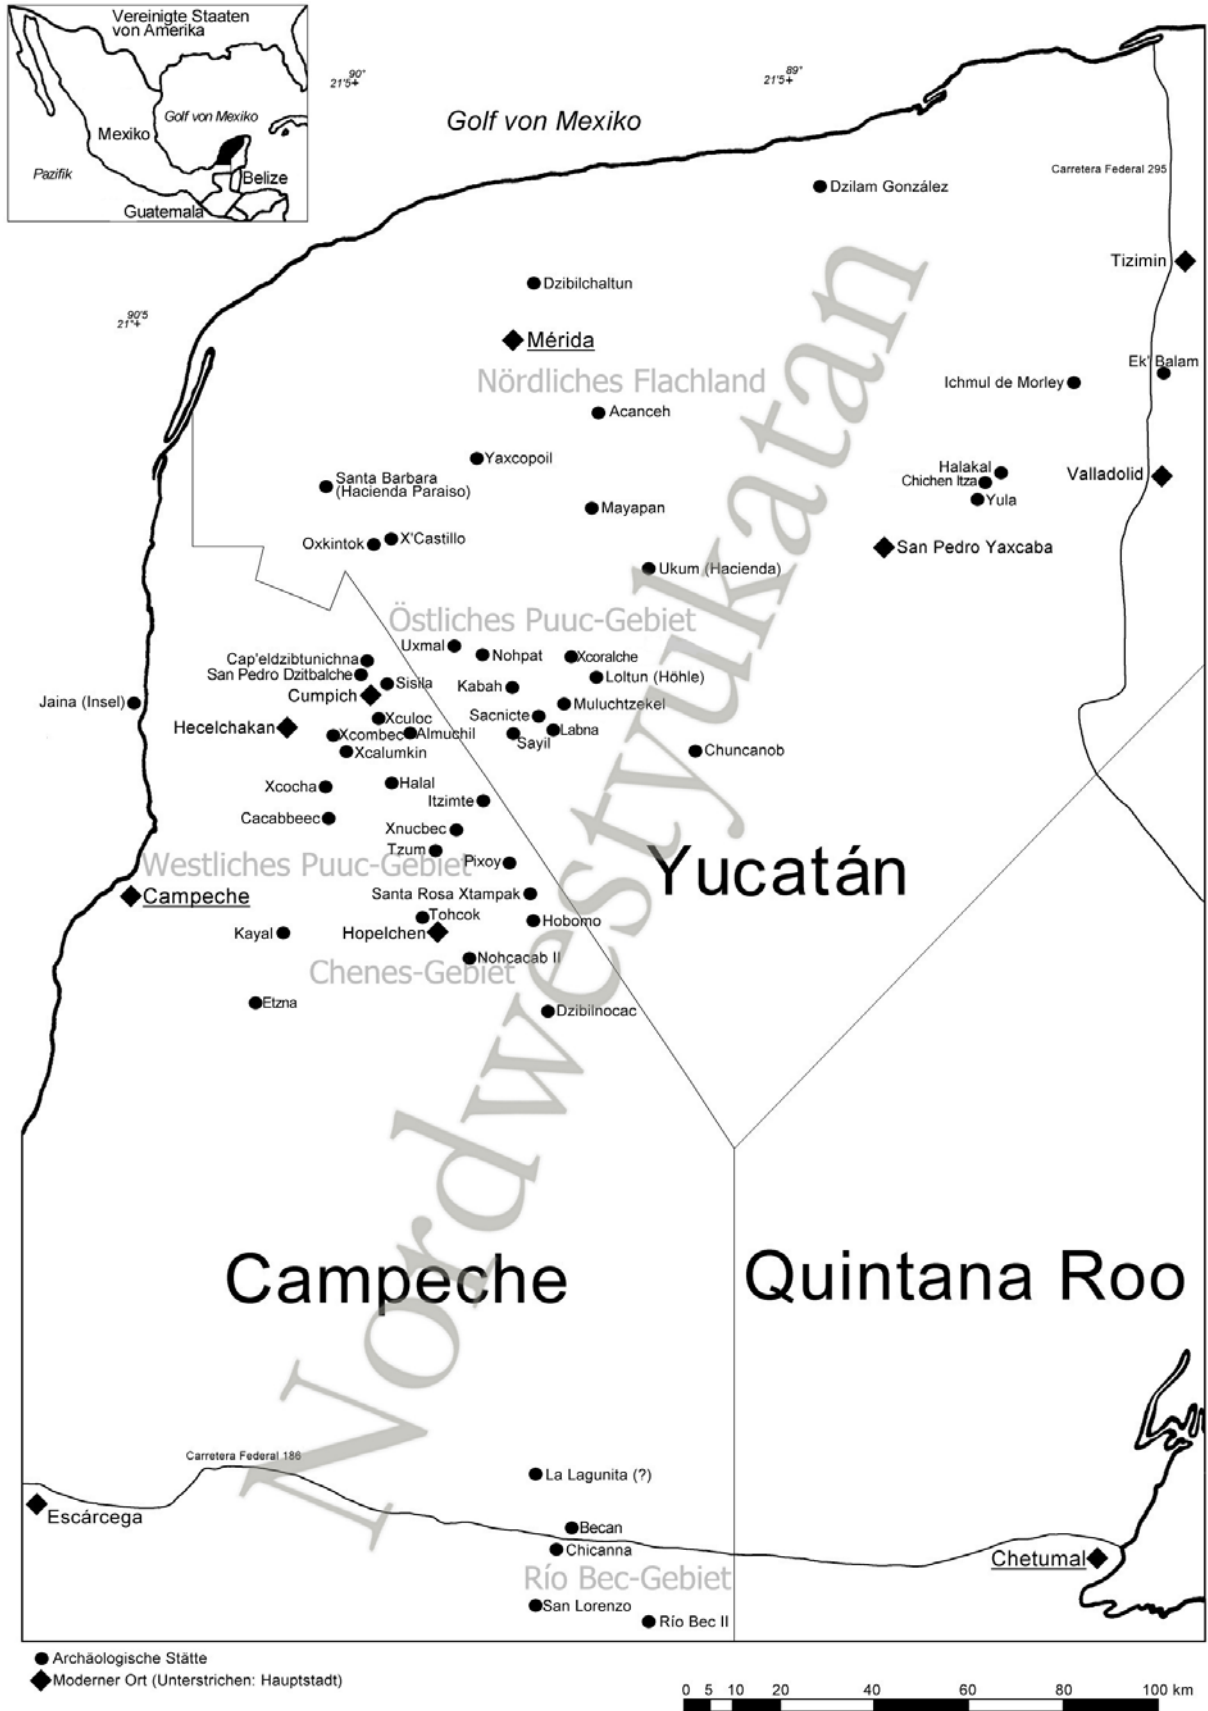 Vereinigte Staaten
von Amerika
Golf von Mexiko
Mexiko
Pazifik
Belize
Guatemala
90°
21°5+
89°
21°5+
Golf von Mexiko
Carretera Federal 295
Dzilam González
Tizimin
Dzibilchaltun
90°5
21°+
Mérida
Nördliches Flachland
Ek' Balam
Ichmul de Morley
Acanceh
Yaxcopoil
Santa Barbara
(Hacienda Paraiso)
Halakal
Chichen Itza
Yula
Valladolid
Mayapan
X'Castillo
Oxkintok
San Pedro Yaxcaba
Ukum (Hacienda)
Östliches Puuc-Gebiet
Uxmal
Nohpat
Xcoralche
Cap'eldzibtunichna
San Pedro Dzitbalche
Sislla
Kabah
Loltun (Höhle)
Cumpich
Jaina (Insel)
Muluchtzekel
Sacnicte
Xculoc
Hecelchakan
Xcombec
Almuchil
Labna
Sayil
Xcalumkin
Chuncanob
Xcocha
Halal
Itzimte
Cacabbeec
Xnucbec
Tzum
Pixoy
Westliches Puuc-Gebiet
Yucatán
Campeche
Santa Rosa Xtampak
Tohcok
Hobomo
Kayal
Hopelchen
Nohcacab II
Chenes-Gebiet
Etzna
Dzibilnocac
Nordwestyukatan
Campeche
Quintana Roo
Carretera Federal 186
La Lagunita (?)
Escárcega
Becan
Chicanna
Chetumal
Río Bec-Gebiet
San Lorenzo
Río Bec II
Archäologische Stätte
Moderner Ort (Unterstrichen: Hauptstadt)
0 5 10 20 40 60 80 100 km